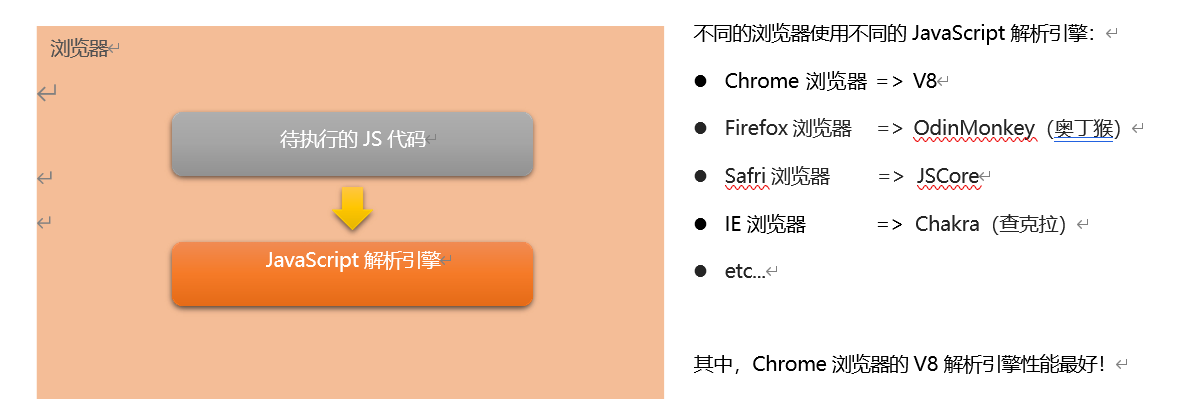 浏览器
待执行的 JS 代码
JavaScript 解析引擎
不同的浏览器使用不同的 JavaScript 解析引擎：
● Chrome 浏览器 => V8
● Firefox 浏览器 => OdinMonkey（奥丁猴）
● Safri 浏览器 => JSCore
● IE 浏览器 => Chakra（查克拉）
● etc...
其中，Chrome 浏览器的 V8 解析引擎性能最好！